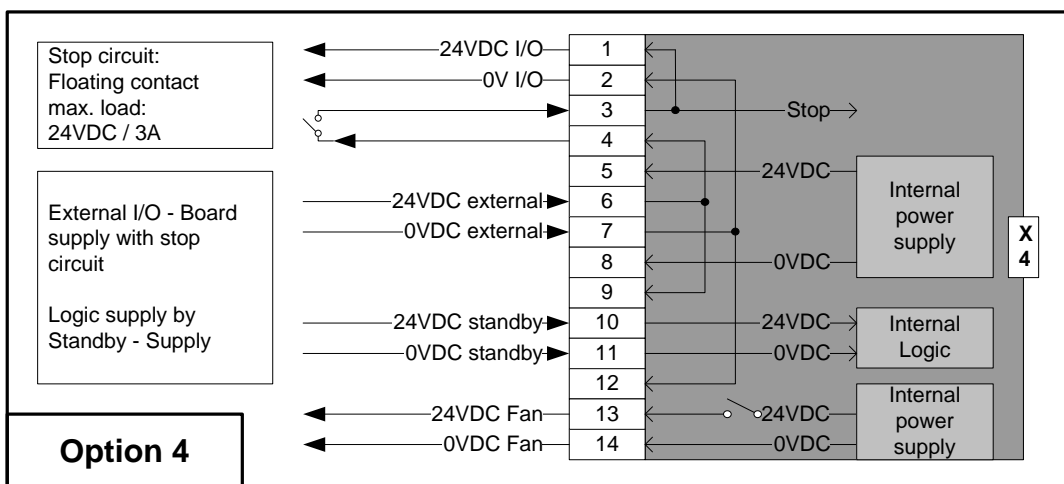 Stop circuit:
Floating contact
max. load:
24VDC / 3A
External I/O - Board
supply with stop
circuit
Logic supply by
Standby - Supply
Option 4
24VDC I/O
0V I/O
24VDC external
0VDC external
24VDC standby
0VDC standby
24VDC Fan
0VDC Fan
1
2
3
4
5
6
7
8
9
10
11
12
13
14
Stop
24VDC
0VDC
24VDC
0VDC
24VDC
0VDC
Internal
power
supply
Internal
Logic
Internal
power
supply
X
4